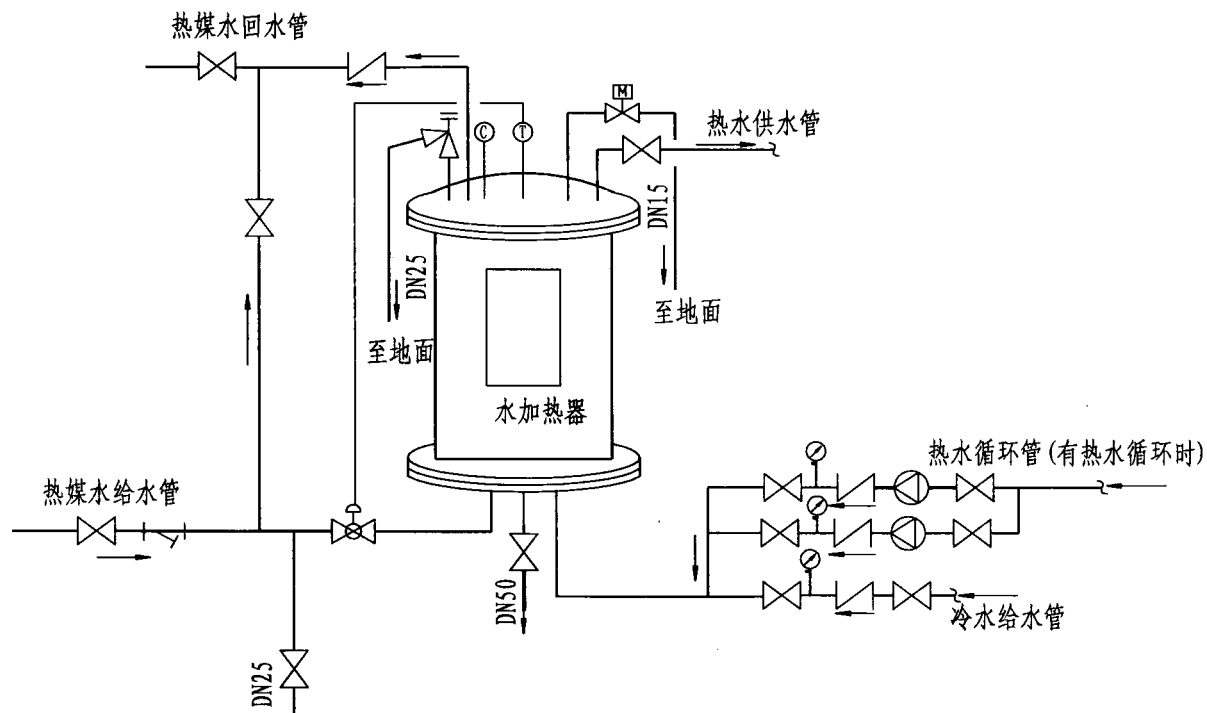 热媒水回水管
M
热水供水管
C
T
DN15
DN25
至地面
至地面
水加热器
热水循环管(有热水循环时)
热媒水给水管
DN50
冷水给水管
DN25